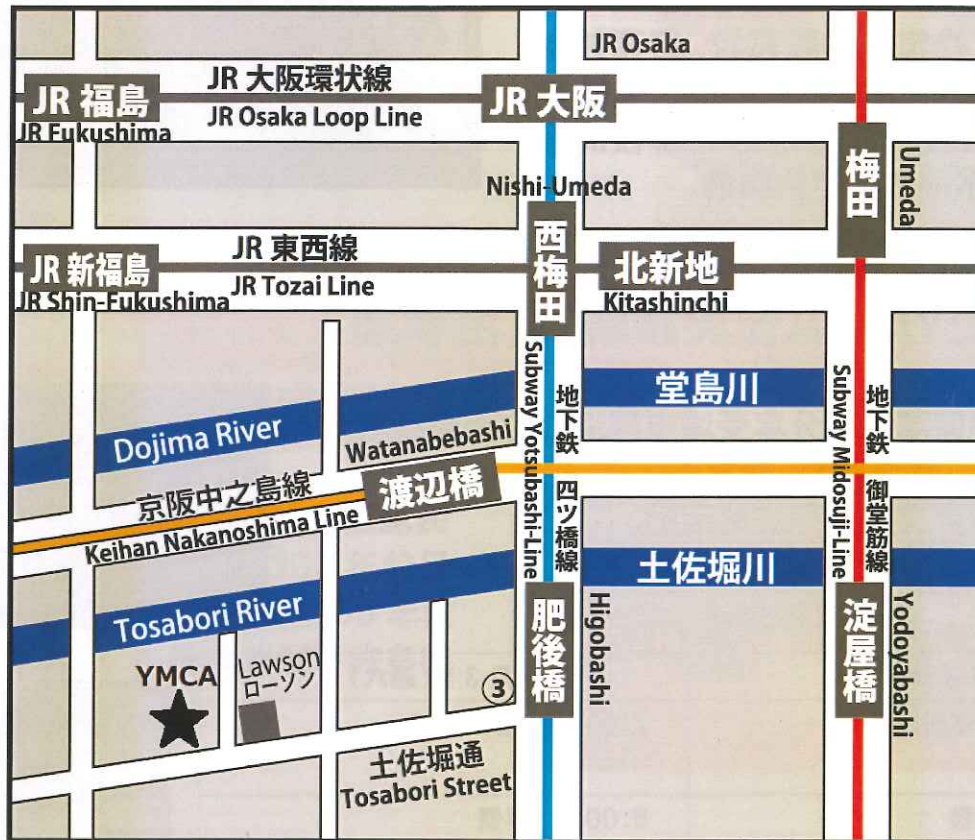 JR Osaka
JR 大阪環状線
JR 福島
JR 大阪
JR Fukushima
JR Osaka Loop Line
梅田
Umeda
Nishi-Umeda
西梅田
JR 東西線
JR 新福島
北新地
JR Shin-Fukushima
JR Tozai Line
Kitashinchi
Subway Yotsubashi-Line
地下鉄 四ツ橋線
堂島川
Subway Midosuji-Line
地下鉄 御堂筋線
Dojima River
Watanabebashi
渡辺橋
京阪中之島線
Keihan Nakanoshima Line
土佐堀川
Tosabori River
肥後橋
Higobashi
淀屋橋
Yodoyabashi
YMCA
Lawson
ローソン
③
土佐堀通
Tosabori Street
8:00